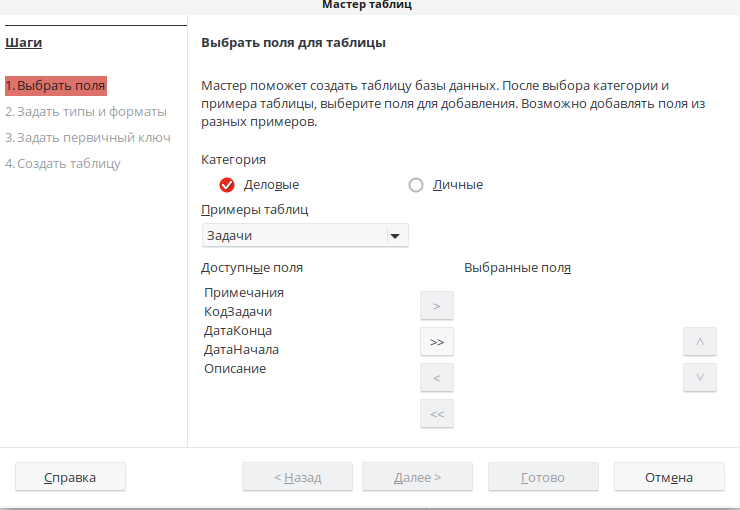 Мастер таблиц
Шаги
1. Выбрать поля
2. Задать типы и форматы
3. Задать первичный ключ
4. Создать таблицу
Выбрать поля для таблицы
Мастер поможет создать таблицу базы данных. После выбора категории и
примера таблицы, выберите поля для добавления. Возможно добавлять поля из
разных примеров.
Категория
Деловые
Личные
Примеры таблиц
Задачи
Доступные поля
Выбранные поля
Примечания
КодЗадачи
ДатаКонца
ДатаНачала
Описание
>
>>
<
<<
^
v
Справка
< Назад
Далее >
Готово
Отмена